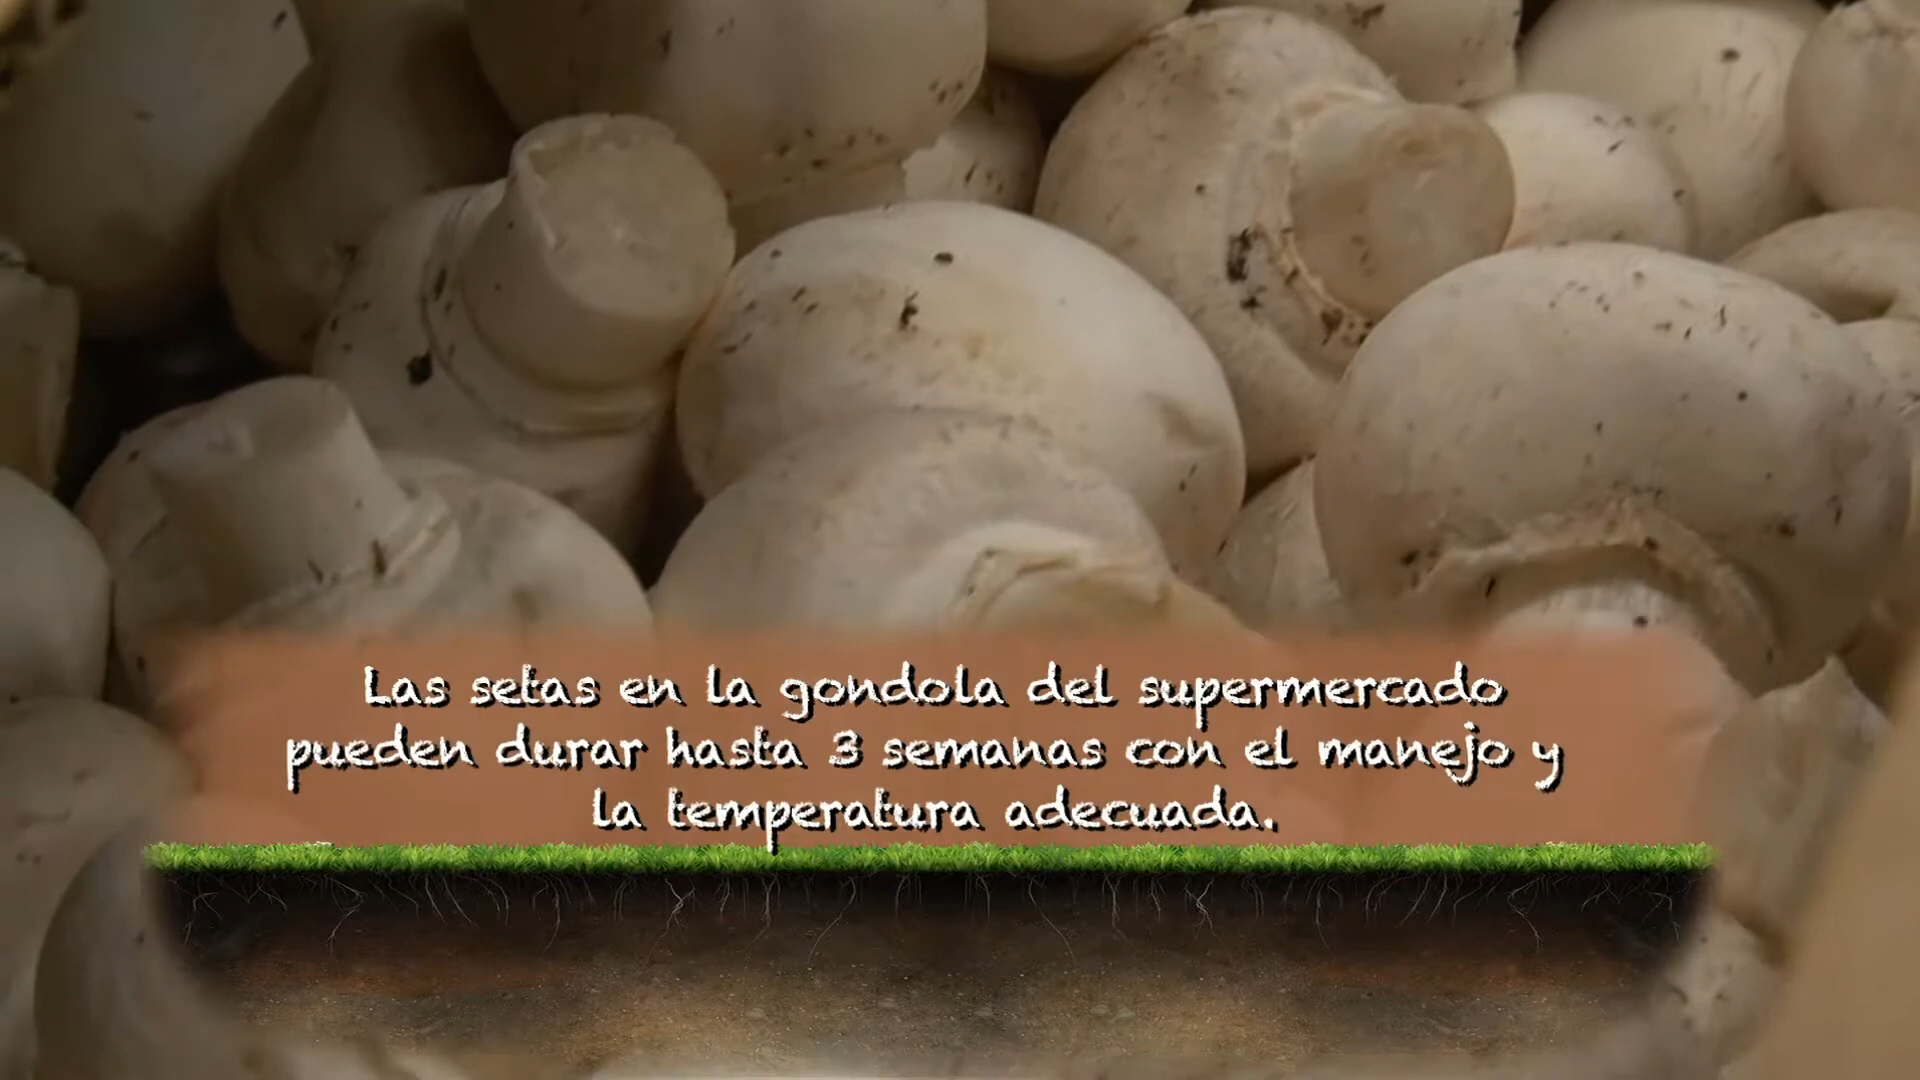 Las setas en la gondola del supermercado
pueden durar hasta 3 semanas con el manejo y
la temperatura adecuada.